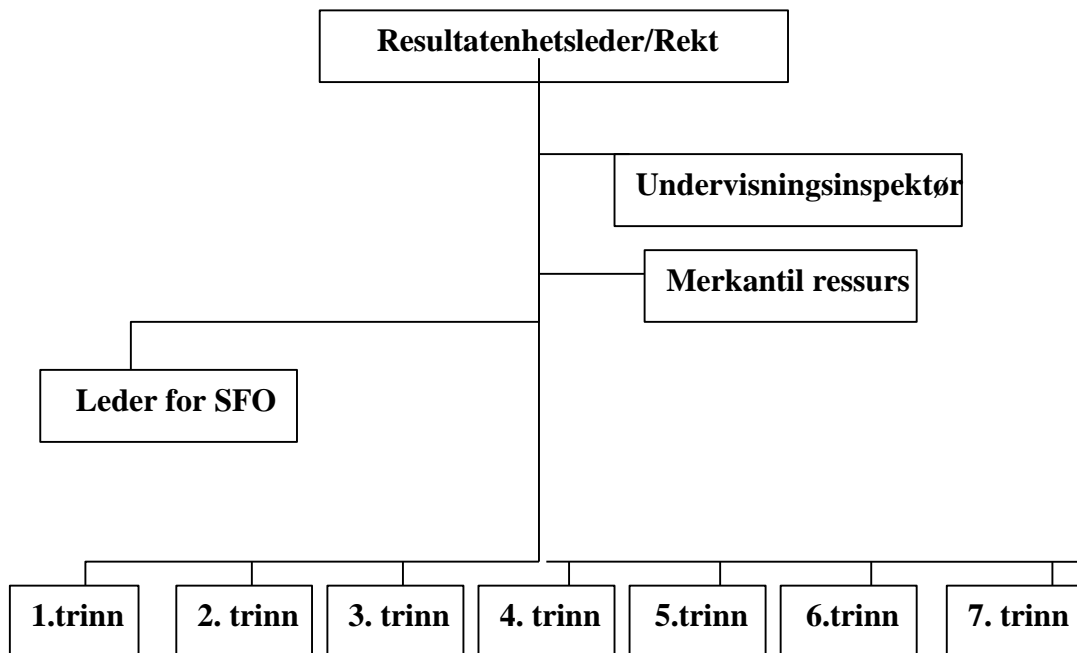 Resultatenhetsleder/Rekt
Undervisningsinspektør
Merkantil ressurs
Leder for SFO
1.trinn
2. trinn
3. trinn
4. trinn
5.trinn
6.trinn
7. trinn